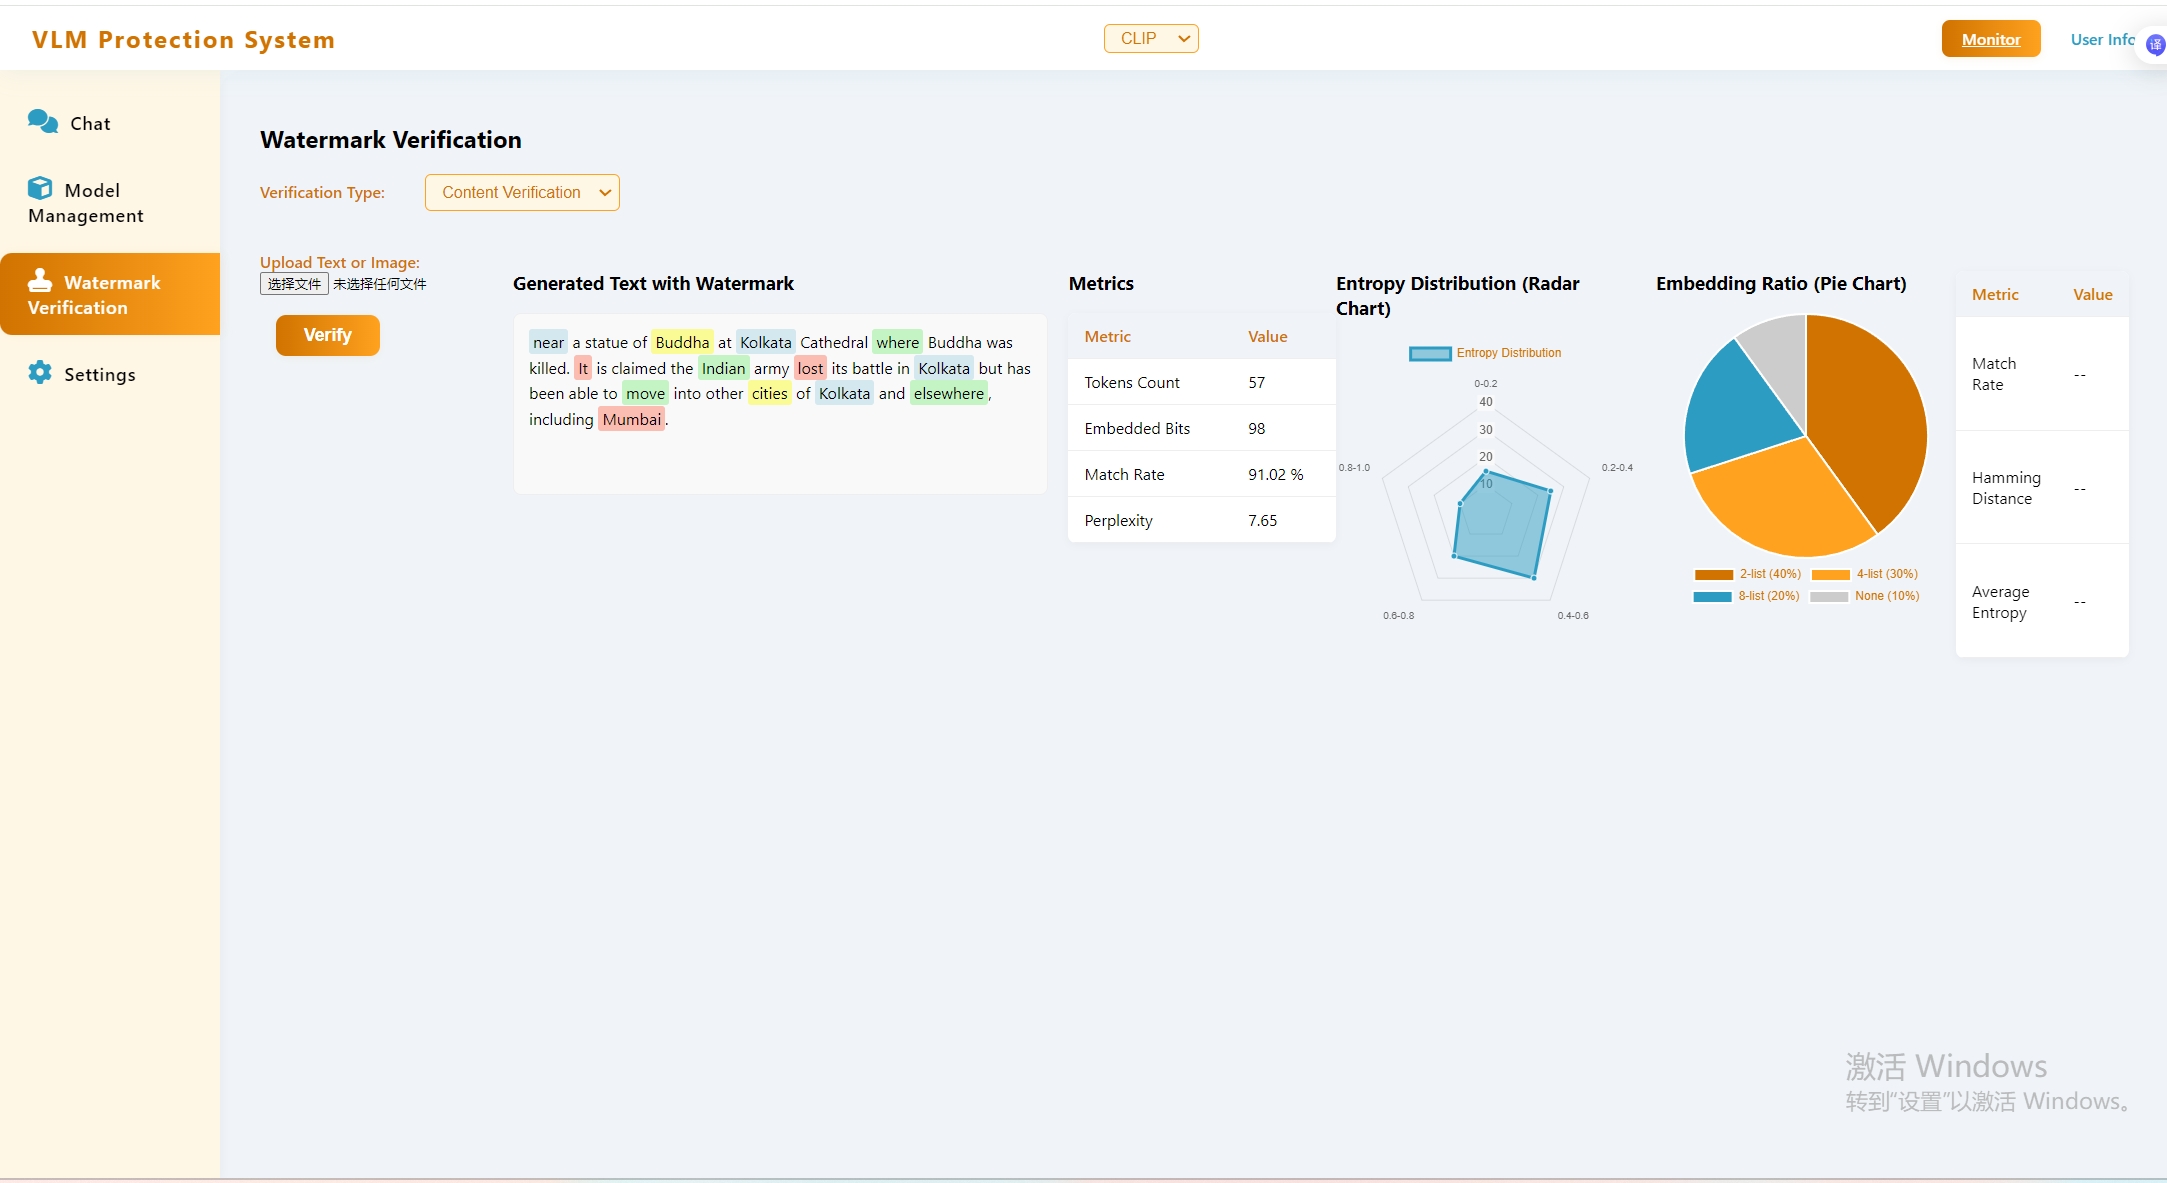 VLM Protection System
CLIP
Monitor
User Info
译
Chat
Model
Management
Watermark
Verification
Settings
Watermark Verification
Verification Type:
Content Verification
Upload Text or Image:
选择文件 未选择任何文件
Verify
Generated Text with Watermark
near a statue of Buddha at Kolkata Cathedral where Buddha was
killed. It is claimed the Indian army lost its battle in Kolkata but has
been able to move into other cities of Kolkata and elsewhere,
including Mumbai.
Metrics
Metric Value
Tokens Count 57
Embedded Bits 98
Match Rate 91.02 %
Perplexity 7.65
Entropy Distribution (Radar
Chart)
Entropy Distribution
0-0.2
40
30
20
10
0.8-1.0
0.2-0.4
0.6-0.8
0.4-0.6
Embedding Ratio (Pie Chart)
2-list (40%) 4-list (30%)
8-list (20%) None (10%)
Metric Value
Match
Rate
--
Hamming
Distance
--
Average
Entropy
--
激活 Windows
转到“设置”以激活 Windows。